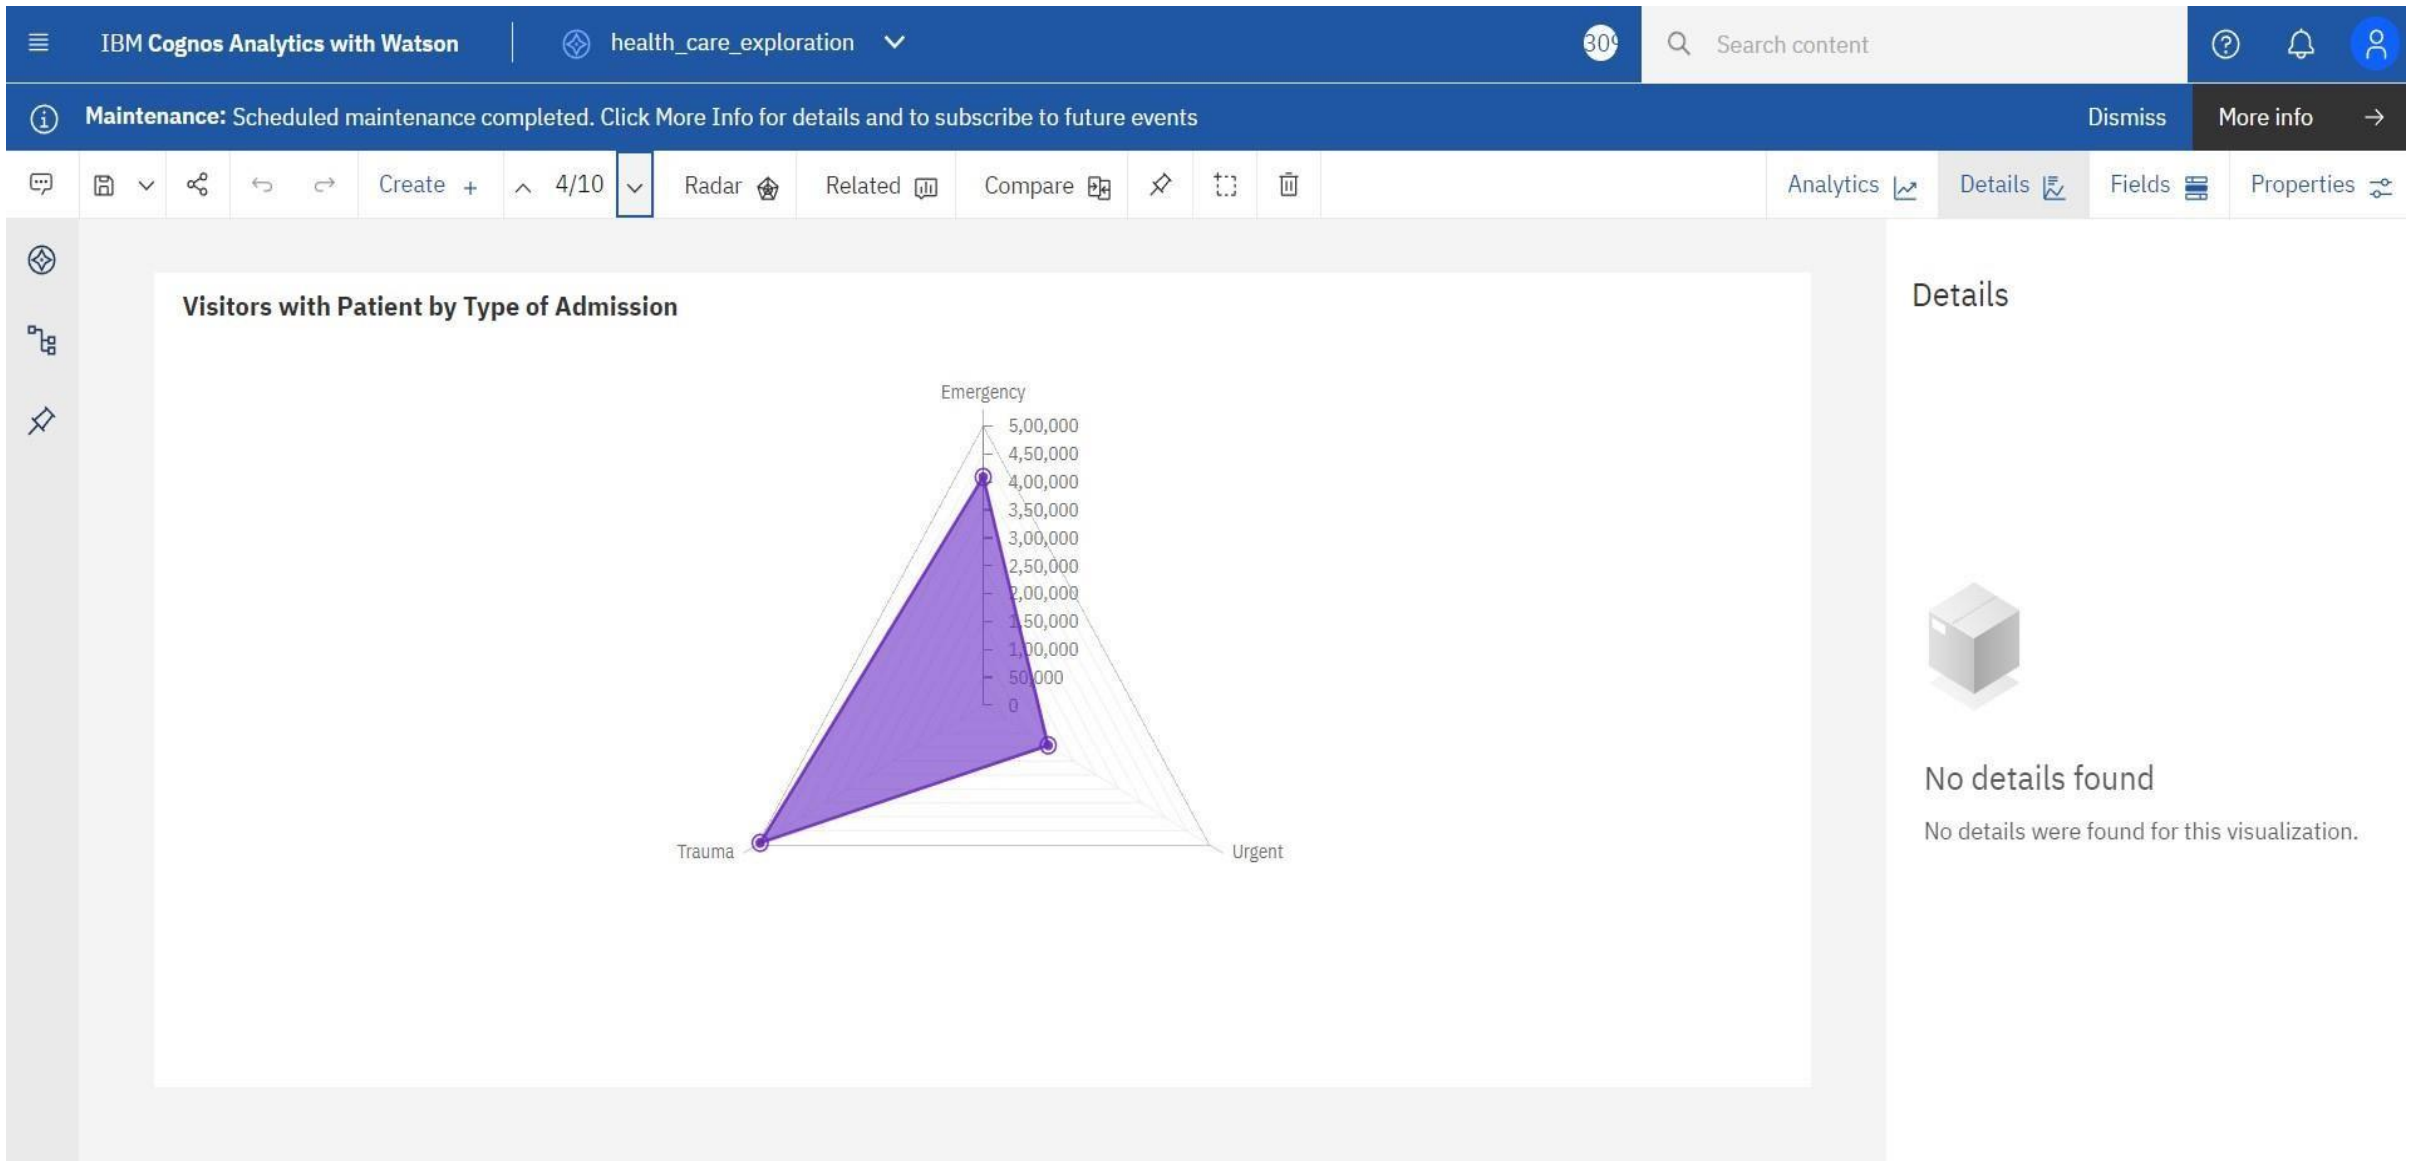 IBM Cognos Analytics with Watson
health_care_exploration
Search content
Maintenance: Scheduled maintenance completed. Click More Info for details and to subscribe to future events
Dismiss
More info
Create +
4/10
Radar
Related
Compare
Analytics
Details
Fields
Properties
Visitors with Patient by Type of Admission
Details
Emergency
5,00,000
4,50,000
4,00,000
3,50,000
3,00,000
2,50,000
2,00,000
1,50,000
1,00,000
50,000
0
Trauma
Urgent
No details found
No details were found for this visualization.